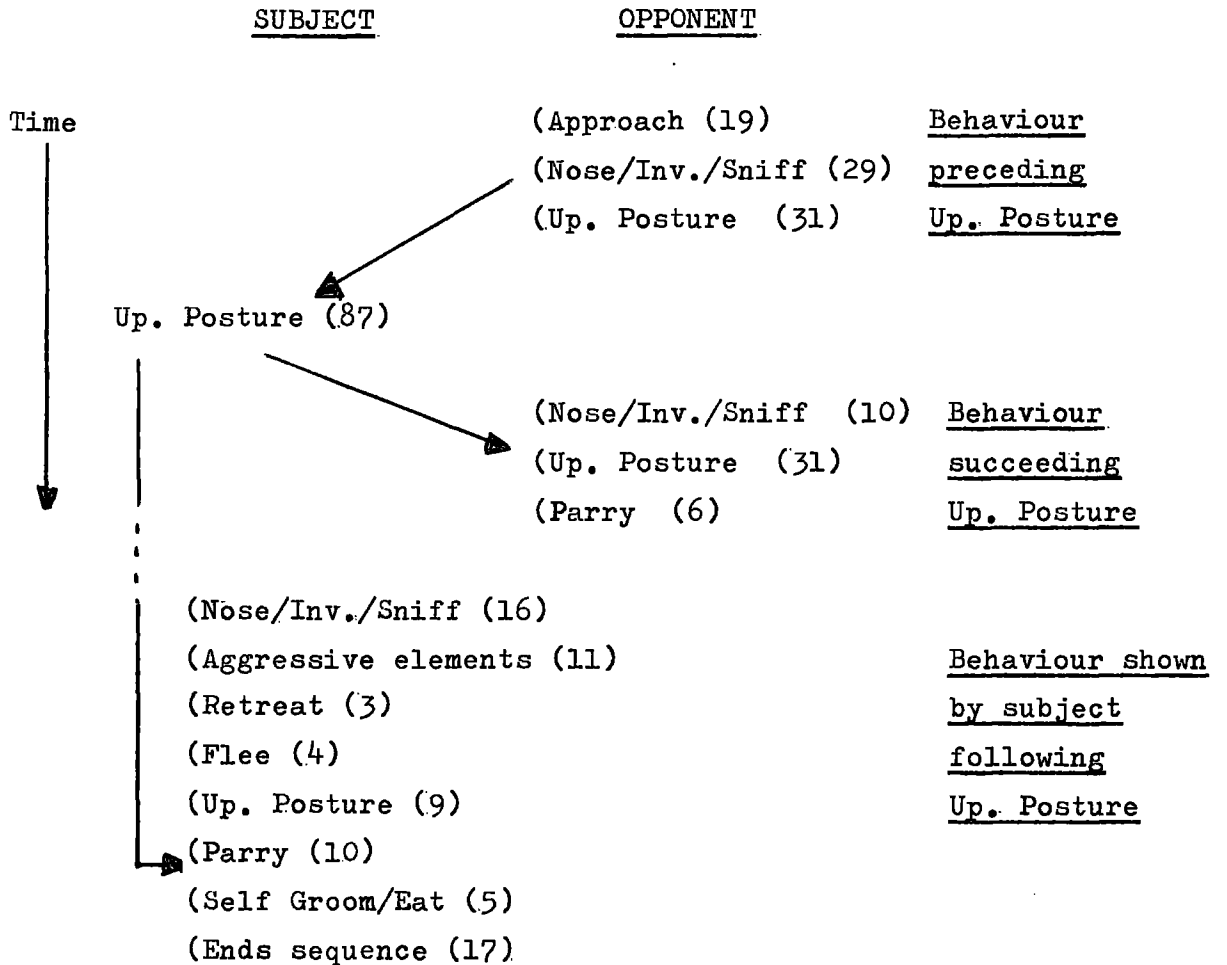 SUBJECT OPPONENT
Time (Approach (19) Behaviour
(Nose/Inv./Sniff (29) preceding
(Up. Posture (31) Up. Posture
Up. Posture (87)
(Nose/Inv./Sniff (10) Behaviour
(Up. Posture (31) succeeding
(Parry (6) Up. Posture
(Nose/Inv./Sniff (16)
(Aggressive elements (11) Behaviour shown
(Retreat (3) by subject
(Flee (4) following
(Up. Posture (9) Up. Posture
(Parry (10)
(Self Groom/Eat (5)
(Ends sequence (17)